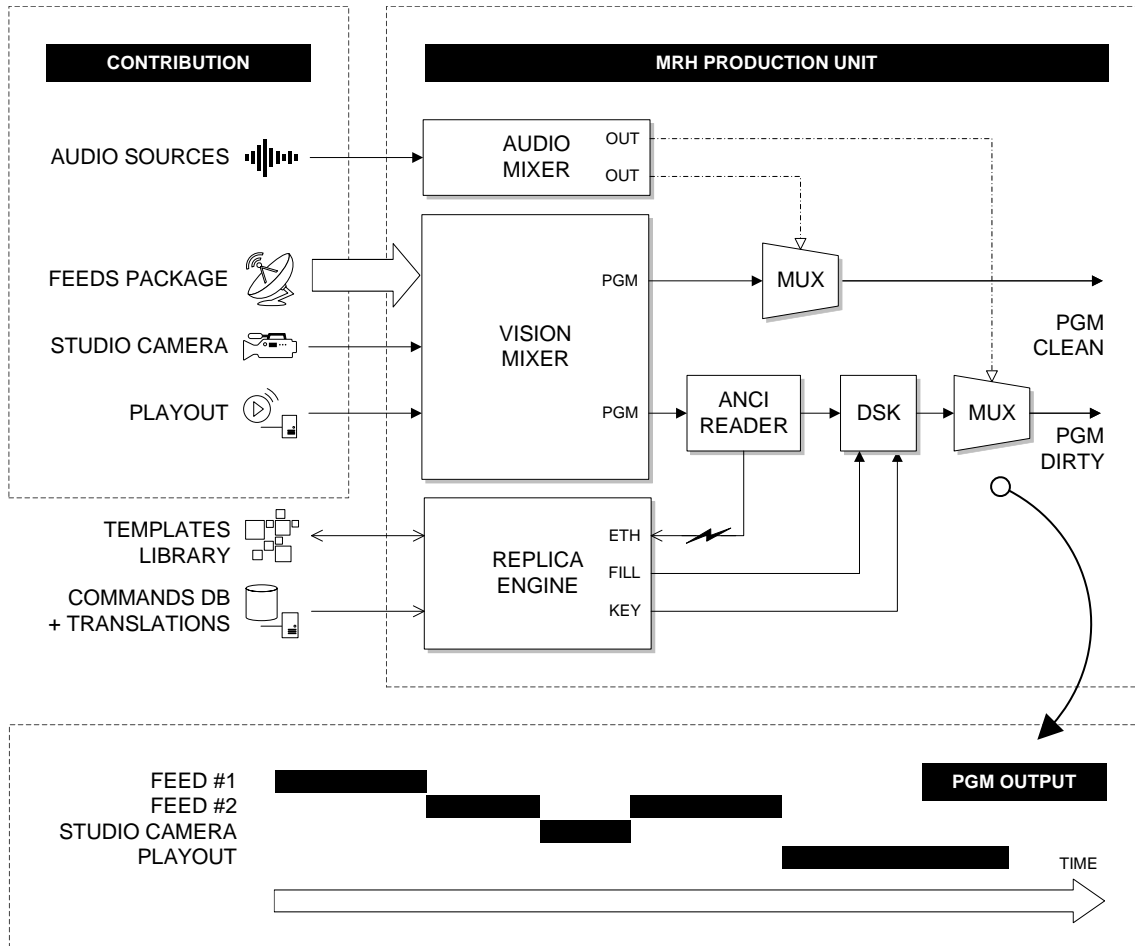 CONTRIBUTION
MRH PRODUCTION UNIT
AUDIO SOURCES
AUDIO
MIXER
OUT
OUT
FEEDS PACKAGE
STUDIO CAMERA
PLAYOUT
VISION
MIXER
PGM
PGM
MUX
PGM
CLEAN
ANCI
READER
DSK
MUX
PGM
DIRTY
TEMPLATES
LIBRARY
COMMANDS DB
+ TRANSLATIONS
REPLICA
ENGINE
ETH
FILL
KEY
PGM OUTPUT
FEED #1
FEED #2
STUDIO CAMERA
PLAYOUT
TIME